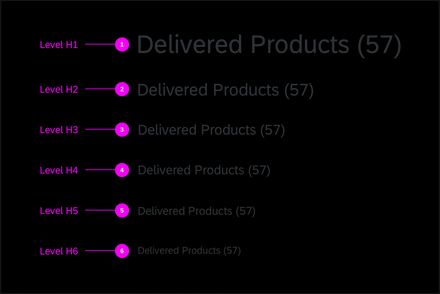 Level H1 1 Delivered Products (57)
Level H2 2 Delivered Products (57)
Level H3 3 Delivered Products (57)
Level H4 4 Delivered Products (57)
Level H5 5 Delivered Products (57)
Level H6 6 Delivered Products (57)